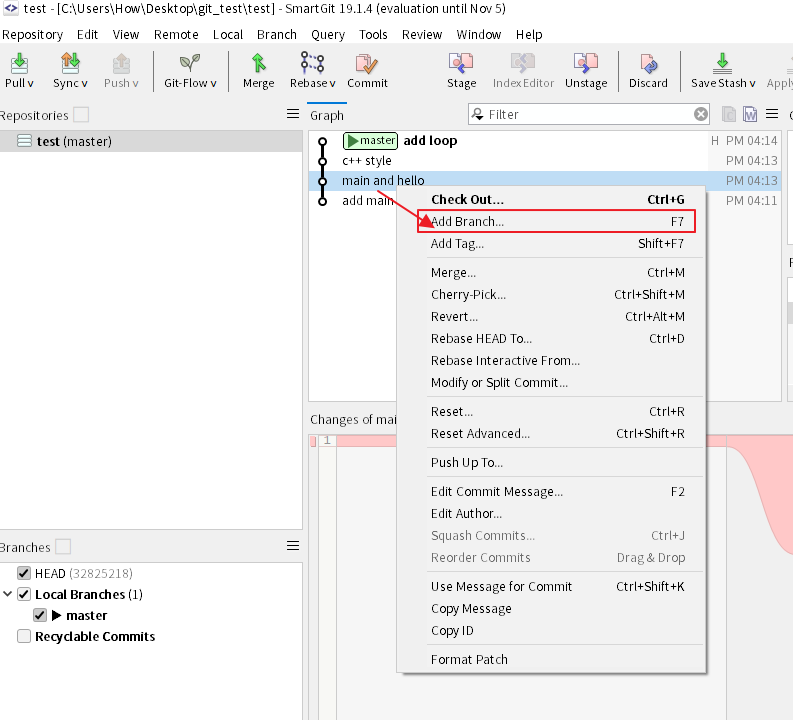 test - [C:\Users\How\Desktop\git_test\test] - SmartGit 19.1.4 (evaluation until Nov 5)
Repository Edit View Remote Local Branch Query Tools Review Window Help
Pull Sync Push Git-Flow Merge Rebase Commit Stage Index Editor Unstage Discard Save Stash
Repositories
Graph
Filter
test (master)
master add loop H PM 04:14
c++ style PM 04:13
main and hello PM 04:13
add main PM 04:11
Check Out... Ctrl+G
Add Branch... F7
Add Tag... Shift+F7
Merge... Ctrl+M
Cherry-Pick... Ctrl+Shift+M
Revert... Ctrl+Alt+M
Rebase HEAD To... Ctrl+D
Rebase Interactive From...
Modify or Split Commit...
Reset... Ctrl+R
Reset Advanced... Ctrl+Shift+R
Push Up To...
Edit Commit Message... F2
Edit Author...
Squash Commits... Ctrl+J
Reorder Commits Drag & Drop
Use Message for Commit Ctrl+Shift+K
Copy Message
Copy ID
Format Patch
Changes of mai
1
Branches
HEAD (32825218)
Local Branches (1)
master
Recyclable Commits